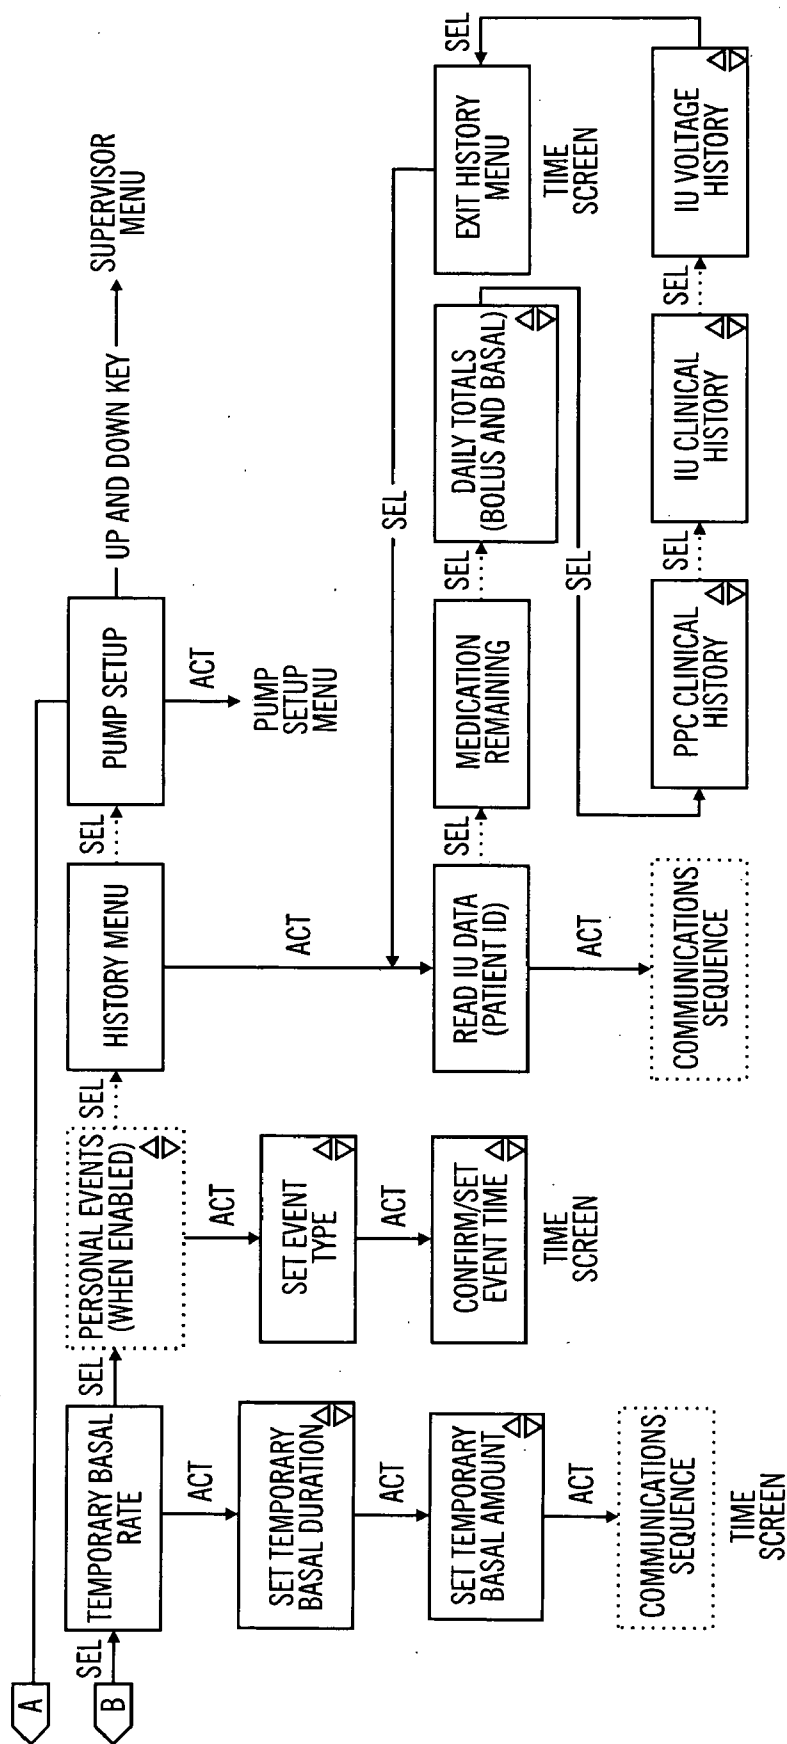 A
B
SEL
TEMPORARY BASAL
RATE
SEL
PERSONAL EVENTS
(WHEN ENABLED)
SEL
HISTORY MENU
SEL
PUMP SETUP
UP AND DOWN KEY
SUPERVISOR
MENU
ACT
SET TEMPORARY
BASAL DURATION
ACT
SET TEMPORARY
BASAL AMOUNT
ACT
COMMUNICATIONS
SEQUENCE
TIME
SCREEN
ACT
SET EVENT
TYPE
ACT
CONFIRM/SET
EVENT TIME
TIME
SCREEN
ACT
ACT
PUMP
SETUP
MENU
SEL
READ IU DATA
(PATIENT ID)
SEL
MEDICATION
REMAINING
SEL
DAILY TOTALS
(BOLUS AND BASAL)
EXIT HISTORY
MENU
SEL
TIME
SCREEN
ACT
COMMUNICATIONS
SEQUENCE
SEL
PPC CLINICAL
HISTORY
SEL
IU CLINICAL
HISTORY
SEL
IU VOLTAGE
HISTORY